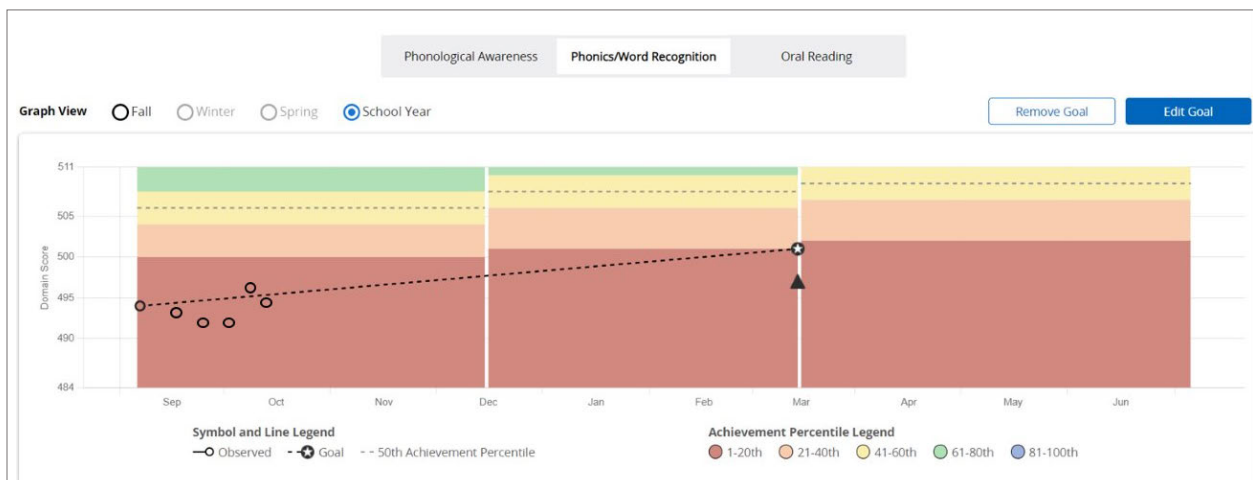 Phonological Awareness Phonics/Word Recognition Oral Reading
Graph View Fall Winter Spring School Year Remove Goal Edit Goal
511
505
500
495
490
484
Domain Score
Sep Oct Nov Dec Jan Feb Mar Apr May Jun
Symbol and Line Legend
Observed Goal 50th Achievement Percentile
Achievement Percentile Legend
1-20th 21-40th 41-60th 61-80th 81-100th